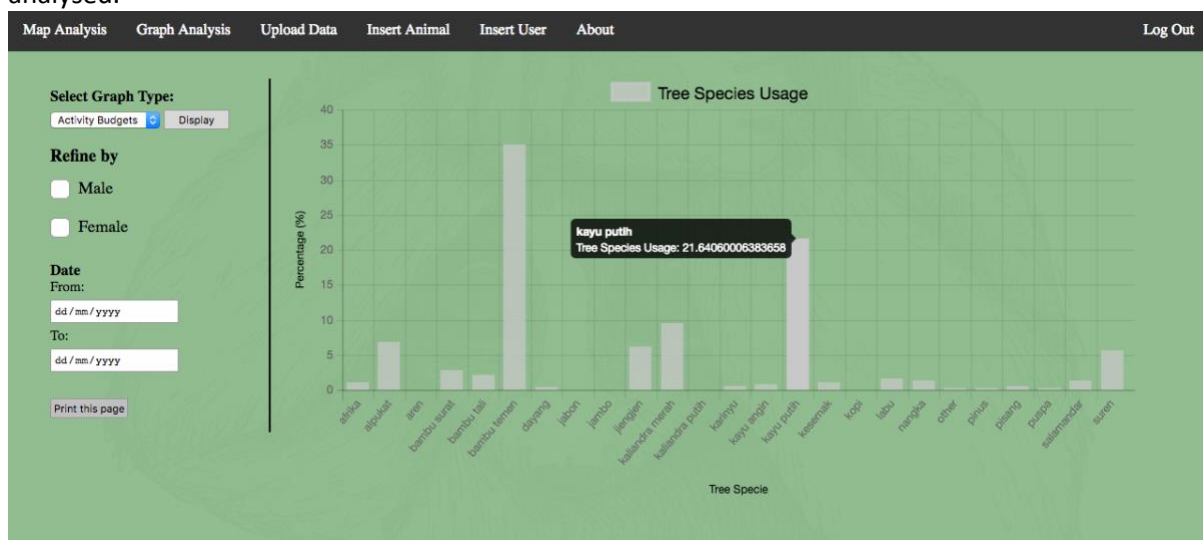 analysed.
Map Analysis Graph Analysis Upload Data Insert Animal Insert User About Log Out
Select Graph Type:
Activity Budgets Display
Refine by
Male
Female
Date
From:
dd/mm/yyyy
To:
dd/mm/yyyy
Print this page
Tree Species Usage
40
35
30
25
20
15
10
5
0
Percentage (%)
kayu putih
Tree Species Usage: 21.64060006383658
afrika
alpukat
aren
bambu surat
bambu tali
bambu temen
dayang
jabon
jambo
jiengjen
kaliandra merah
kaliandra putih
karinyu
kayu angin
kayu putih
kesemak
kopi
labu
nangka
other
pinus
pisang
puspa
salamandar
suren
Tree Specie